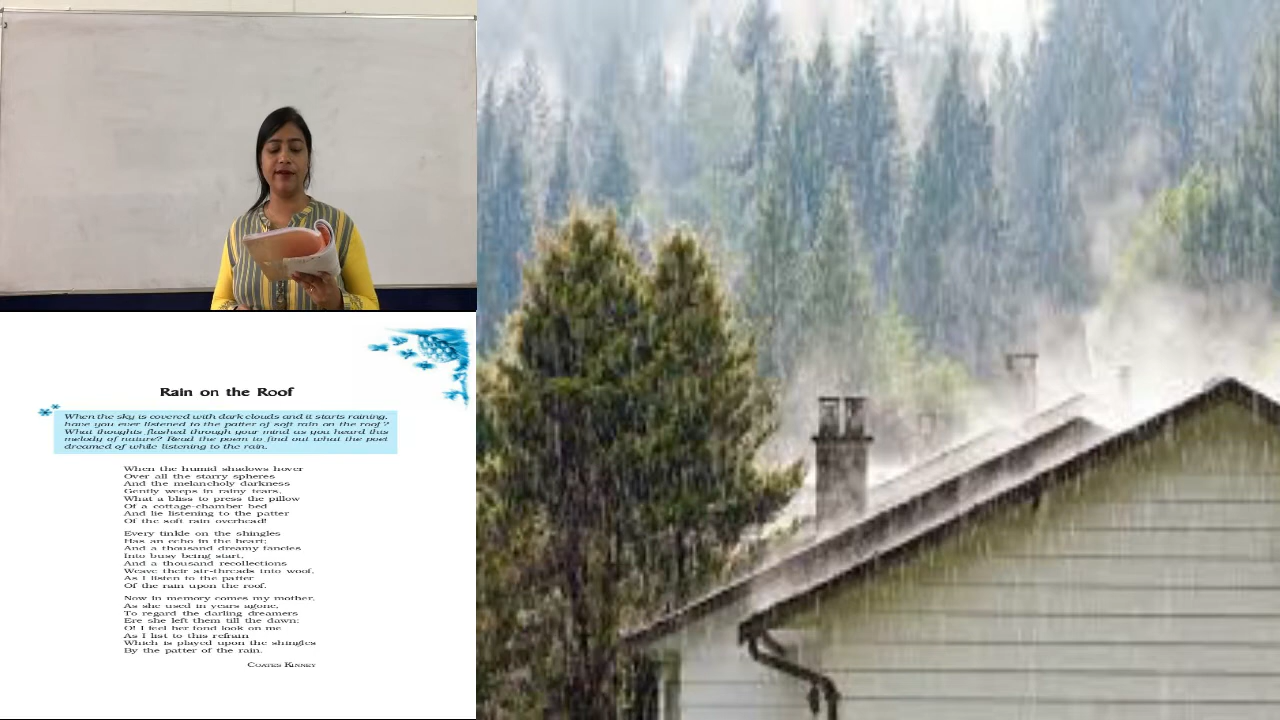 Rain on the Roof
When the sky is covered with dark clouds and it starts raining,
have you ever listened to the patter of soft rain on the roof?
What thoughts flashed through your mind as you heard this
melody of nature? Read the poem to find out what the poet
dreamed of while listening to the rain.
When the humid shadows hover
Over all the starry spheres
And the melancholy darkness
Gently weeps in rainy tears,
What a bliss to press the pillow
Of a cottage-chamber bed
And lie listening to the patter
Of the soft rain overhead!
Every tinkle on the shingles
Has an echo in the heart;
And a thousand dreamy fancies
Into busy being start,
And a thousand recollections
Weave their air-threads into woof,
As I listen to the patter
Of the rain upon the roof.
Now in memory comes my mother,
As she used in years agone,
To regard the darling dreamers
Ere she left them till the dawn:
O! I feel her fond look on me
As I list to this refrain
Which is played upon the shingles
By the patter of the rain.
COATES KINNEY